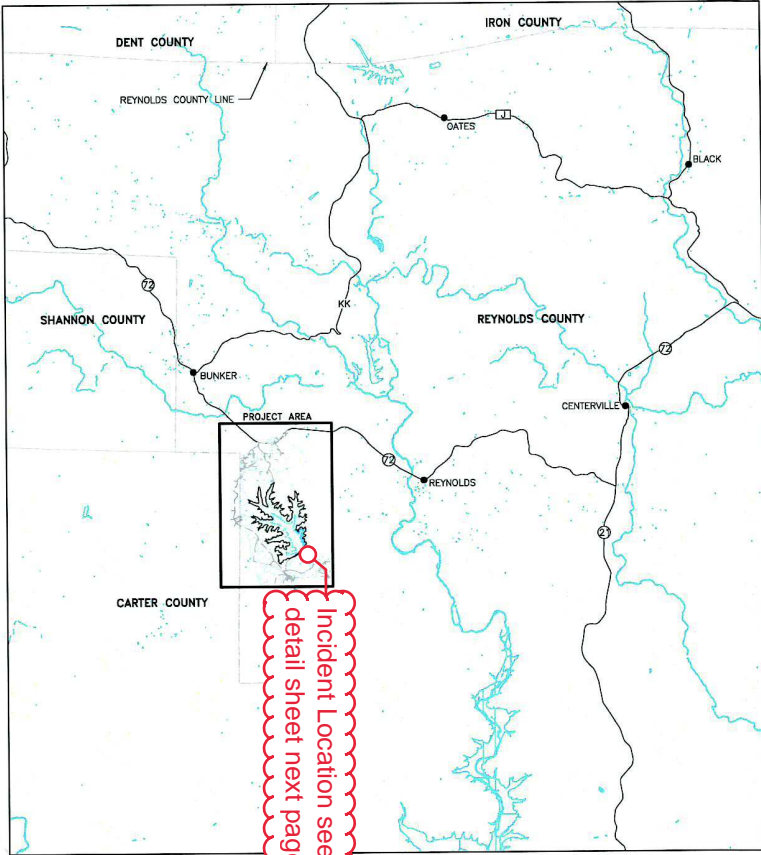 IRON COUNTY
DENT COUNTY
REYNOLDS COUNTY LINE
OATES
J
BLACK
72
SHANNON COUNTY
KK
REYNOLDS COUNTY
72
BUNKER
CENTERVILLE
PROJECT AREA
72
REYNOLDS
21
CARTER COUNTY
Incident Location see
detail sheet next page